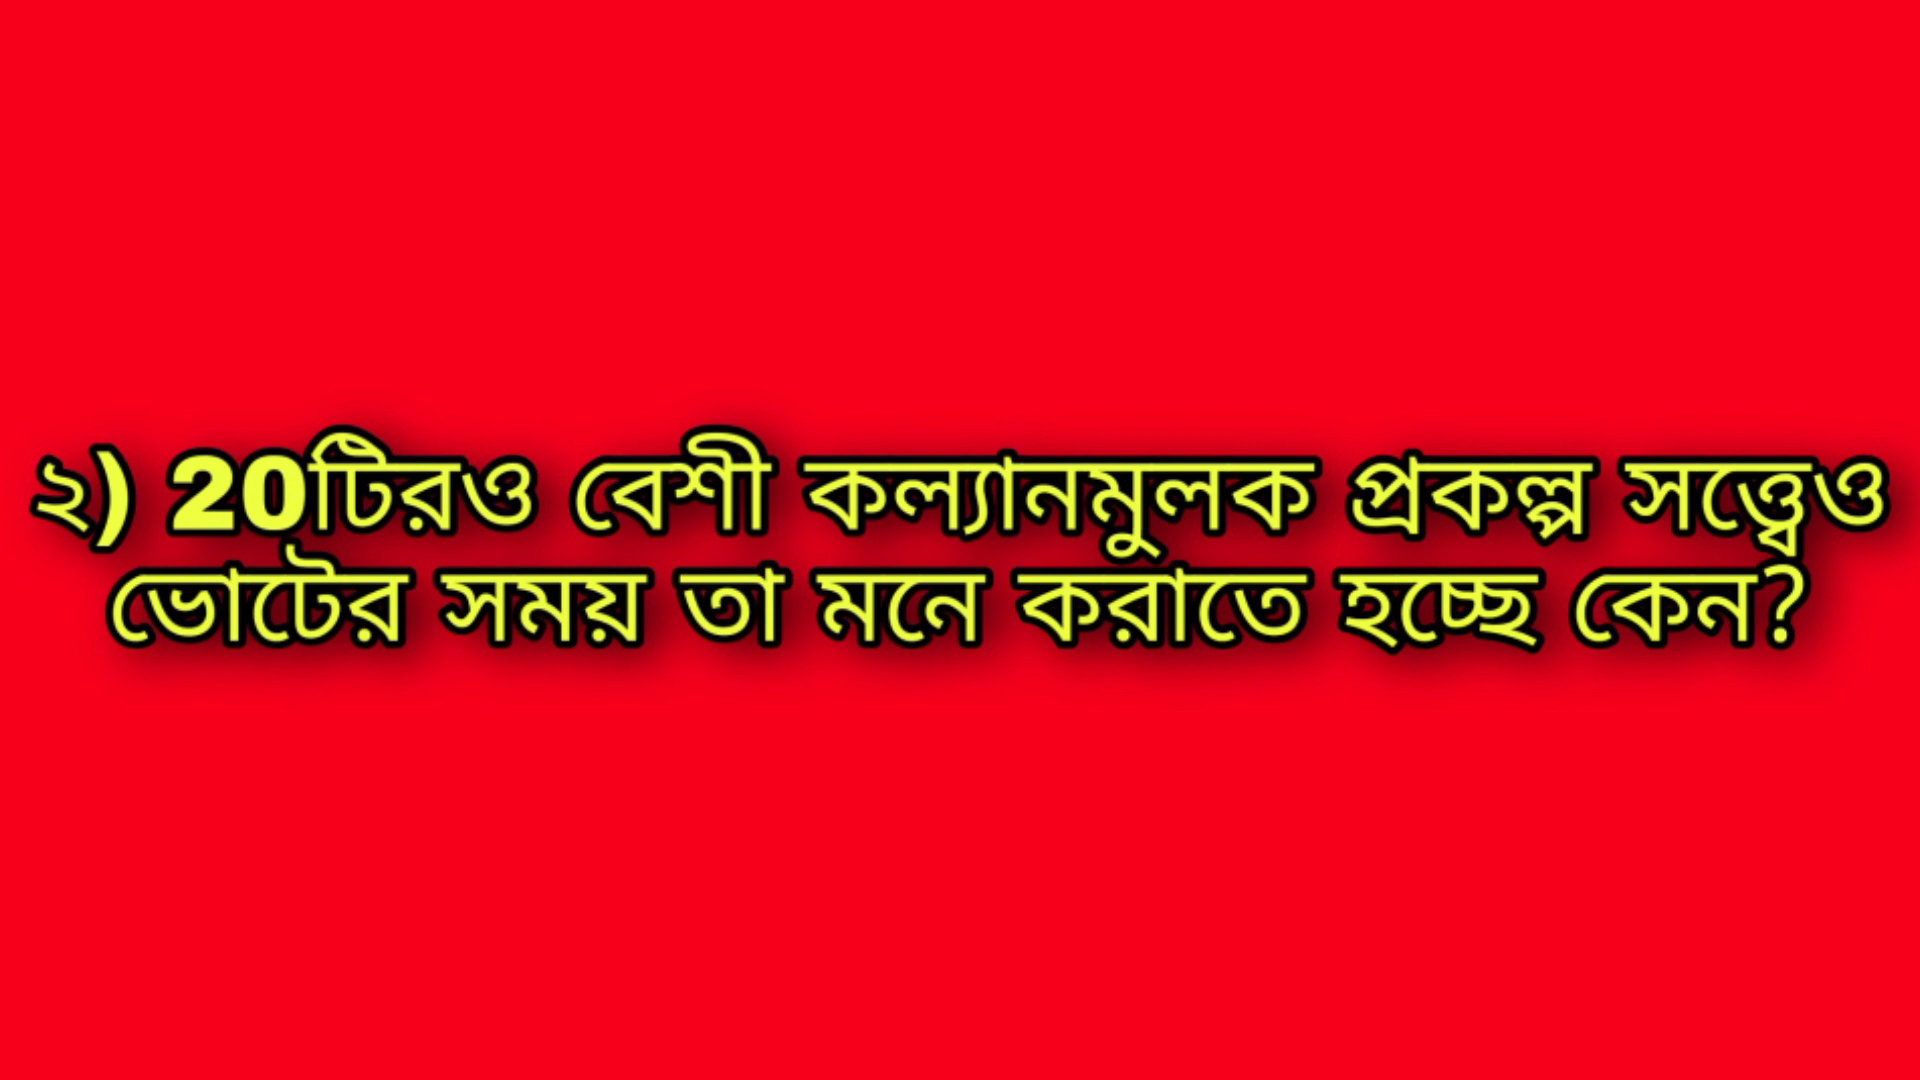 ২) 20টিরও বেশী কল্যানমুলক প্রকল্প সত্ত্বেও
ভোটের সময় তা মনে করাতে হচ্ছে কেন?